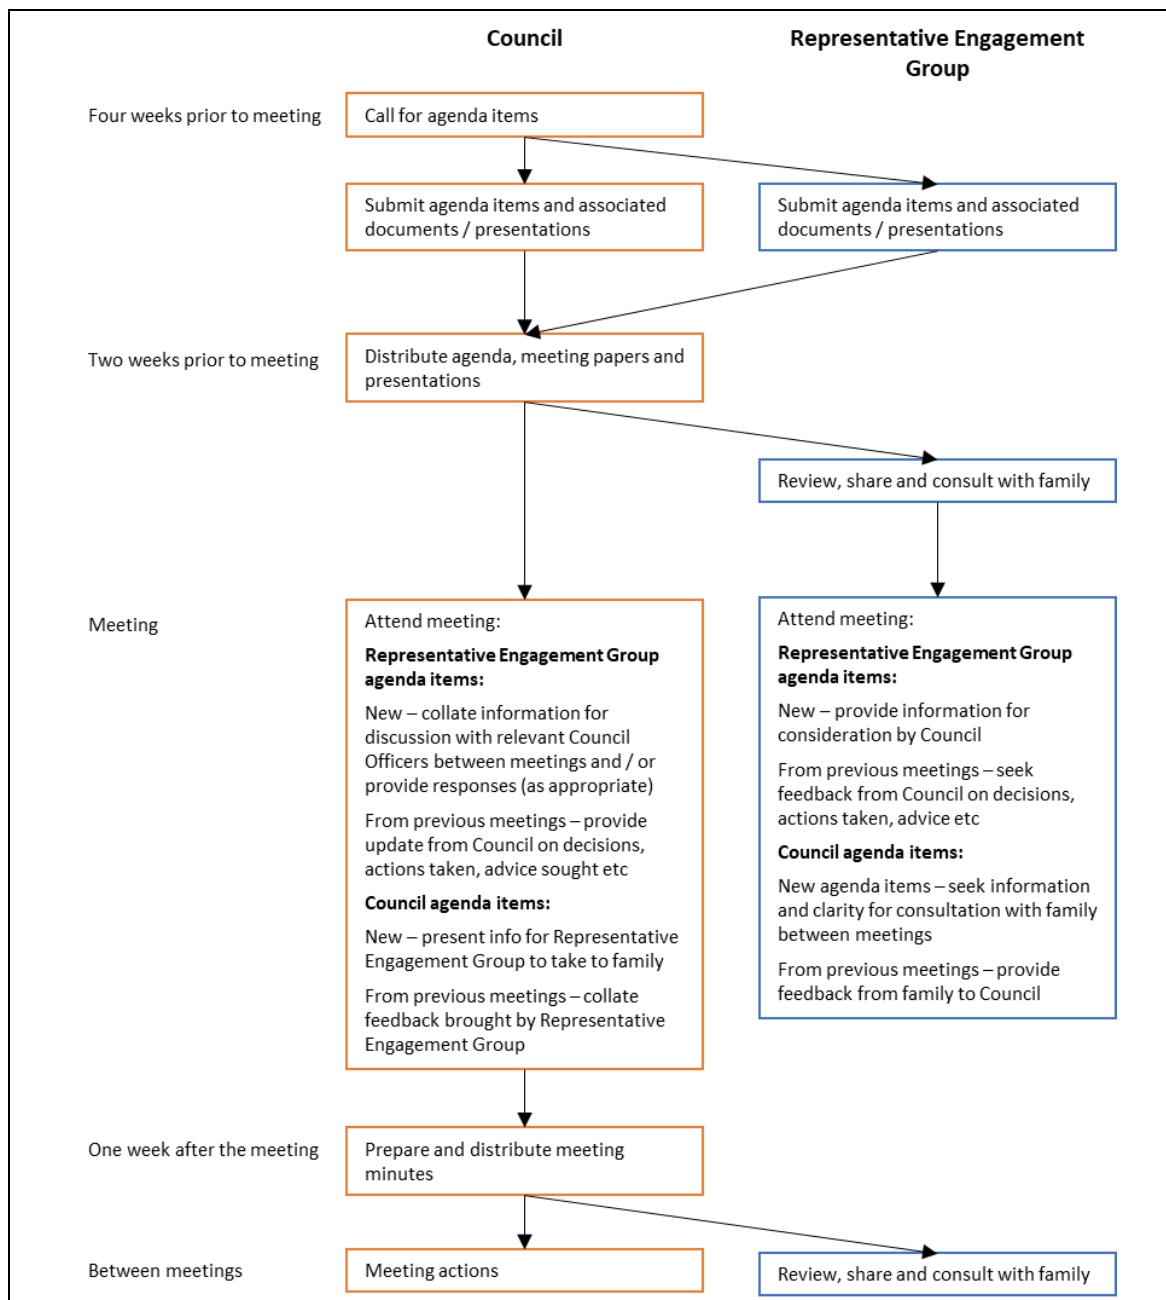 Council
Representative Engagement
Group
Four weeks prior to meeting
Call for agenda items
Submit agenda items and associated
documents / presentations
Submit agenda items and associated
documents / presentations
Two weeks prior to meeting
Distribute agenda, meeting papers and
presentations
Review, share and consult with family
Meeting
Attend meeting:
Representative Engagement Group
agenda items:
New – collate information for
discussion with relevant Council
Officers between meetings and / or
provide responses (as appropriate)
From previous meetings – provide
update from Council on decisions,
actions taken, advice sought etc
Council agenda items:
New – present info for Representative
Engagement Group to take to family
From previous meetings – collate
feedback brought by Representative
Engagement Group
Attend meeting:
Representative Engagement Group
agenda items:
New – provide information for
consideration by Council
From previous meetings – seek
feedback from Council on decisions,
actions taken, advice etc
Council agenda items:
New agenda items – seek information
and clarity for consultation with family
between meetings
From previous meetings – provide
feedback from family to Council
One week after the meeting
Prepare and distribute meeting
minutes
Between meetings
Meeting actions
Review, share and consult with family